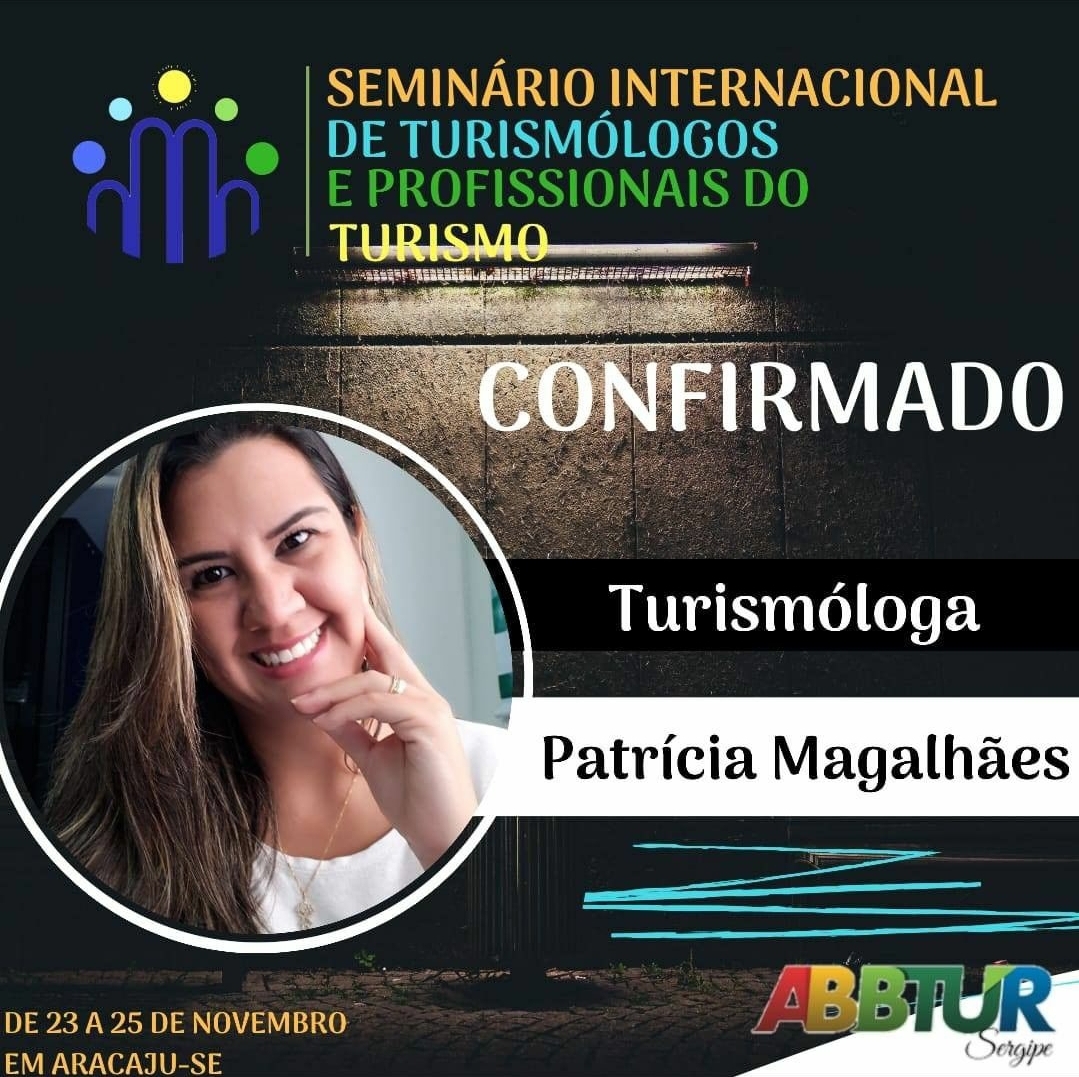 SEMINÁRIO INTERNACIONAL
DE TURISMÓLOGOS
E PROFISSIONAIS DO
TURISMO
CONFIRMADO
Turismóloga
Patrícia Magalhães
DE 23 A 25 DE NOVEMBRO
EM ARACAJU-SE
ABBTUR
Sergipe